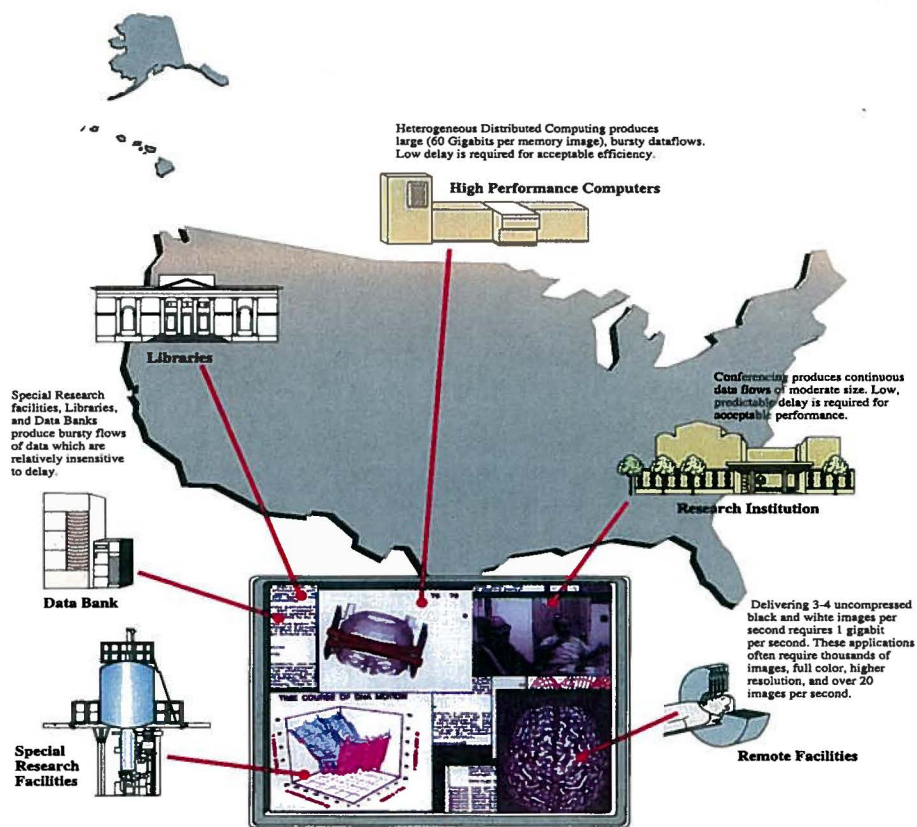 Heterogeneous Distributed Computing produces
large (60 Gigabits per memory image), bursty dataflows.
Low delay is required for acceptable efficiency.
High Performance Computers
Libraries
Conferencing produces continuous
data flows of moderate size. Low,
predictable delay is required for
acceptable performance.
Research Institution
Special Research
facilities, Libraries,
and Data Banks
produce bursty flows
of data which are
relatively insensitive
to delay.
Data Bank
Delivering 3-4 uncompressed
black and wihte images per
second requires 1 gigabit
per second. These applications
often require thousands of
images, full color, higher
resolution, and over 20
images per second.
Remote Facilities
Special
Research
Facilities
TIME COURSE OF DNA MOTION